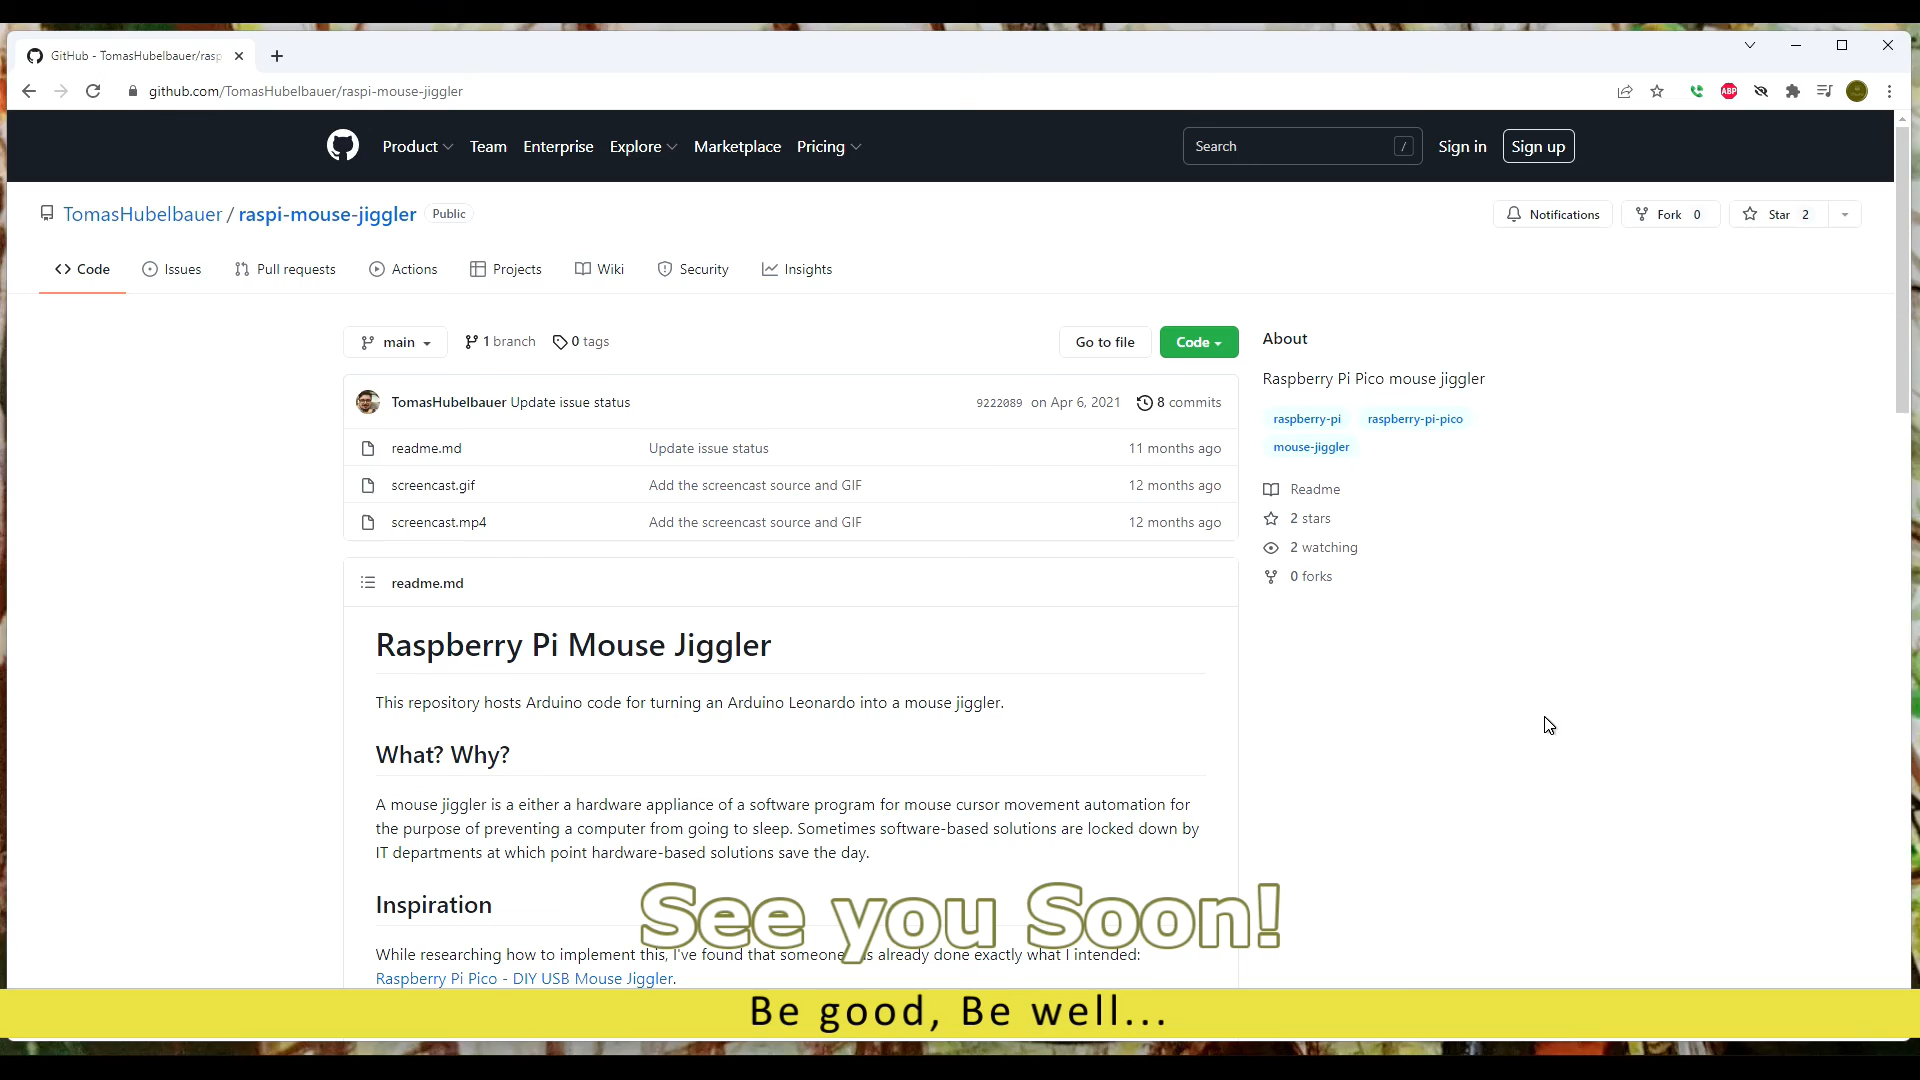 GitHub - TomasHubelbauer/rasp
github.com/TomasHubelbauer/raspi-mouse-jiggler
ABP
Product Team Enterprise Explore Marketplace Pricing Search / Sign in Sign up
TomasHubelbauer / raspi-mouse-jiggler Public
Notifications Fork 0 Star 2
Code Issues Pull requests Actions Projects Wiki Security Insights
main 1 branch 0 tags Go to file Code
TomasHubelbauer Update issue status 9222089 on Apr 6, 2021 8 commits
readme.md Update issue status 11 months ago
screencast.gif Add the screencast source and GIF 12 months ago
screencast.mp4 Add the screencast source and GIF 12 months ago
About
Raspberry Pi Pico mouse jiggler
raspberry-pi raspberry-pi-pico
mouse-jiggler
Readme
2 stars
2 watching
0 forks
readme.md
Raspberry Pi Mouse Jiggler
This repository hosts Arduino code for turning an Arduino Leonardo into a mouse jiggler.
What? Why?
A mouse jiggler is a either a hardware appliance of a software program for mouse cursor movement automation for
the purpose of preventing a computer from going to sleep. Sometimes software-based solutions are locked down by
IT departments at which point hardware-based solutions save the day.
Inspiration
See you Soon!
While researching how to implement this, I've found that someone already done exactly what I intended:
Raspberry Pi Pico - DIY USB Mouse Jiggler.
Be good, Be well...